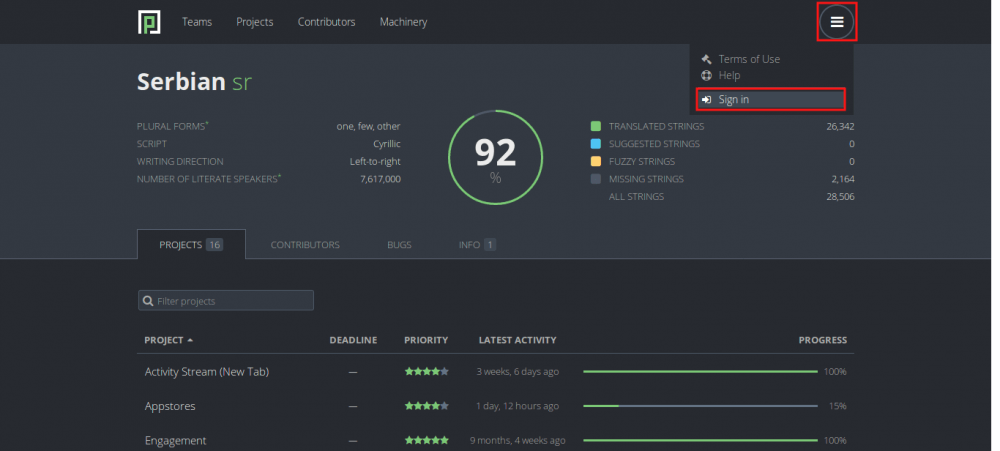 Teams Projects Contributors Machinery
Terms of Use
Help
Sign in
Serbian sr
PLURAL FORMS* one, few, other
SCRIPT Cyrillic
WRITING DIRECTION Left-to-right
NUMBER OF LITERATE SPEAKERS* 7,617,000
92
%
TRANSLATED STRINGS 26,342
SUGGESTED STRINGS 0
FUZZY STRINGS 0
MISSING STRINGS 2,164
ALL STRINGS 28,506
PROJECTS 16 CONTRIBUTORS BUGS INFO 1
Filter projects
PROJECT DEADLINE PRIORITY LATEST ACTIVITY PROGRESS
Activity Stream (New Tab) — 3 weeks, 6 days ago 100%
Appstores — 1 day, 12 hours ago 15%
Engagement — 9 months, 4 weeks ago 100%